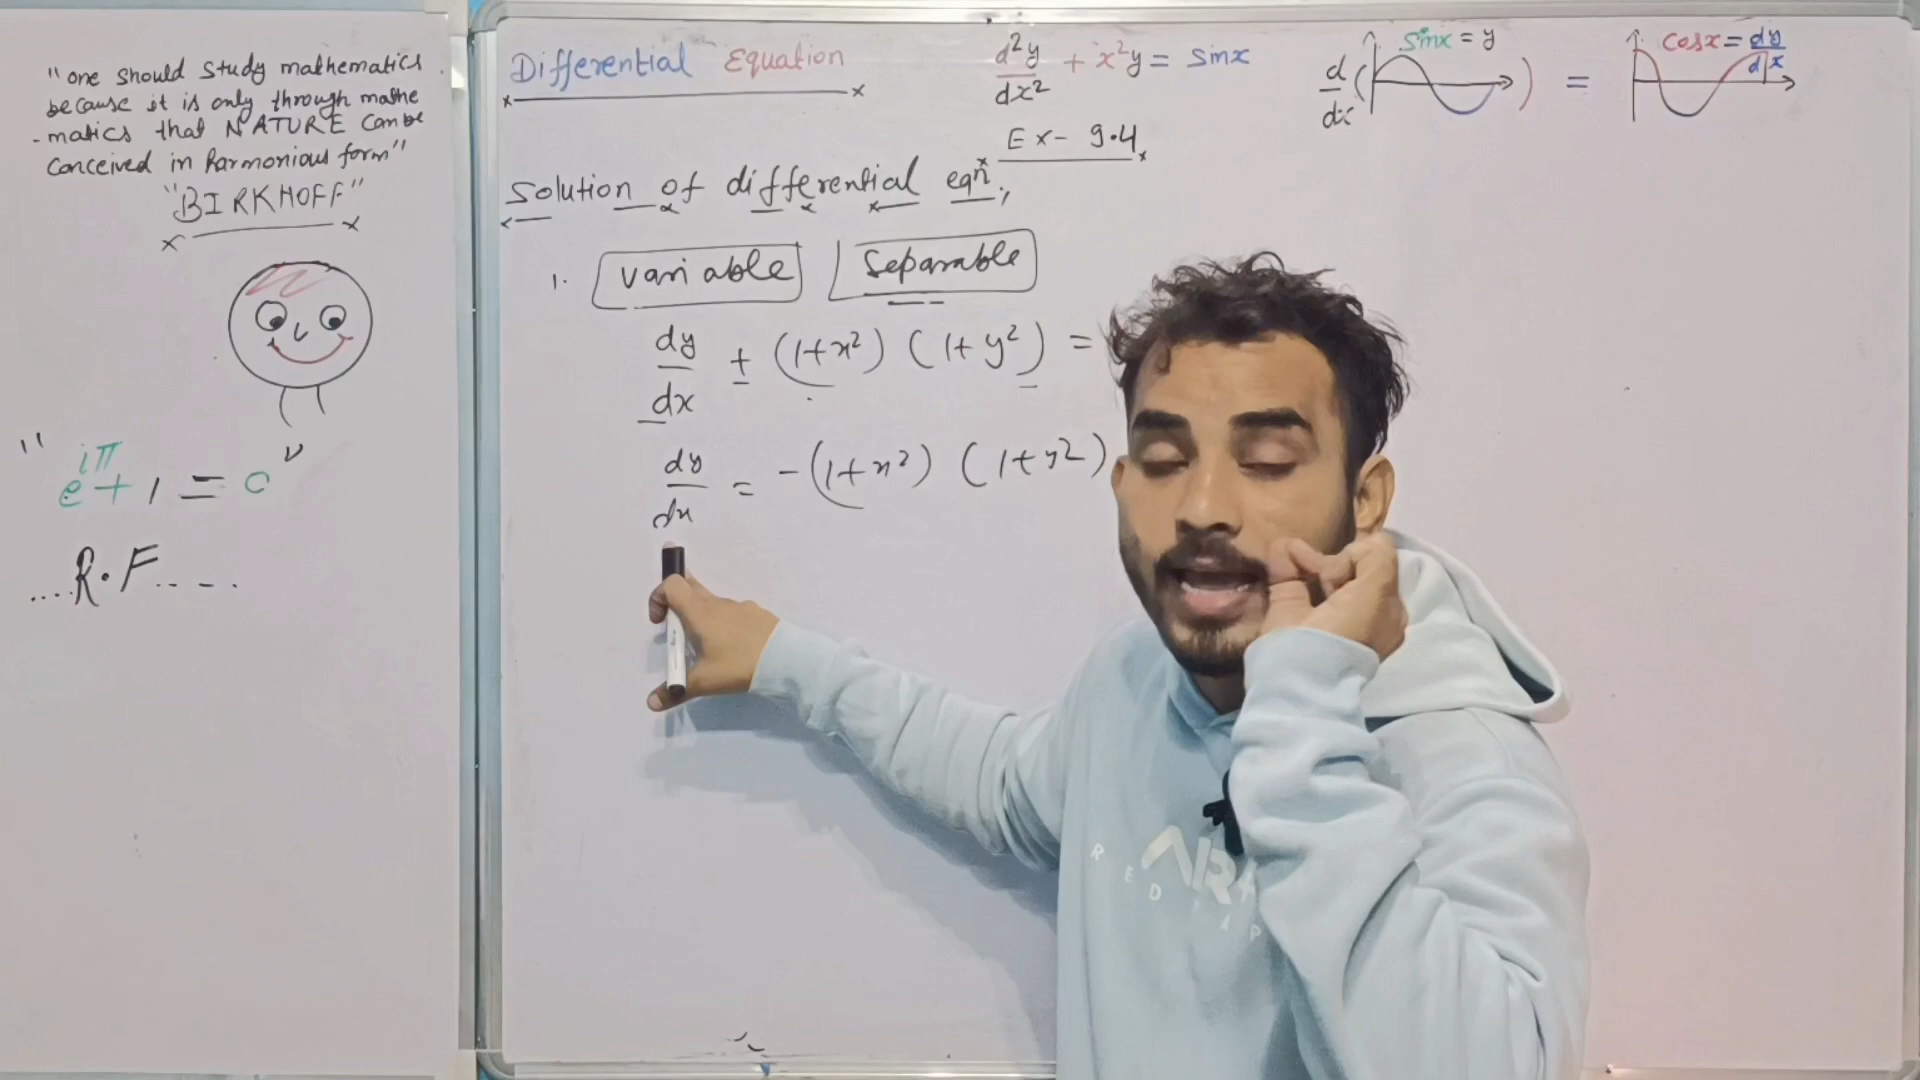 "one should study mathematics
because it is only through mathe
-matics that NATURE can be
conceived in harmonious form"
"BIRKHOFF"
e^iπ + 1 = 0
....R.F....
Differential Equation
d²y/dx² + x²y = sinx
d/dx ( sinx = y ) = cosx = dy/dx
Ex- 9.4
Solution of differential eqn.,
1. Variable Separable
dy/dx + (1+x²) (1+y²) =
dy/dx = -(1+x²) (1+y²)